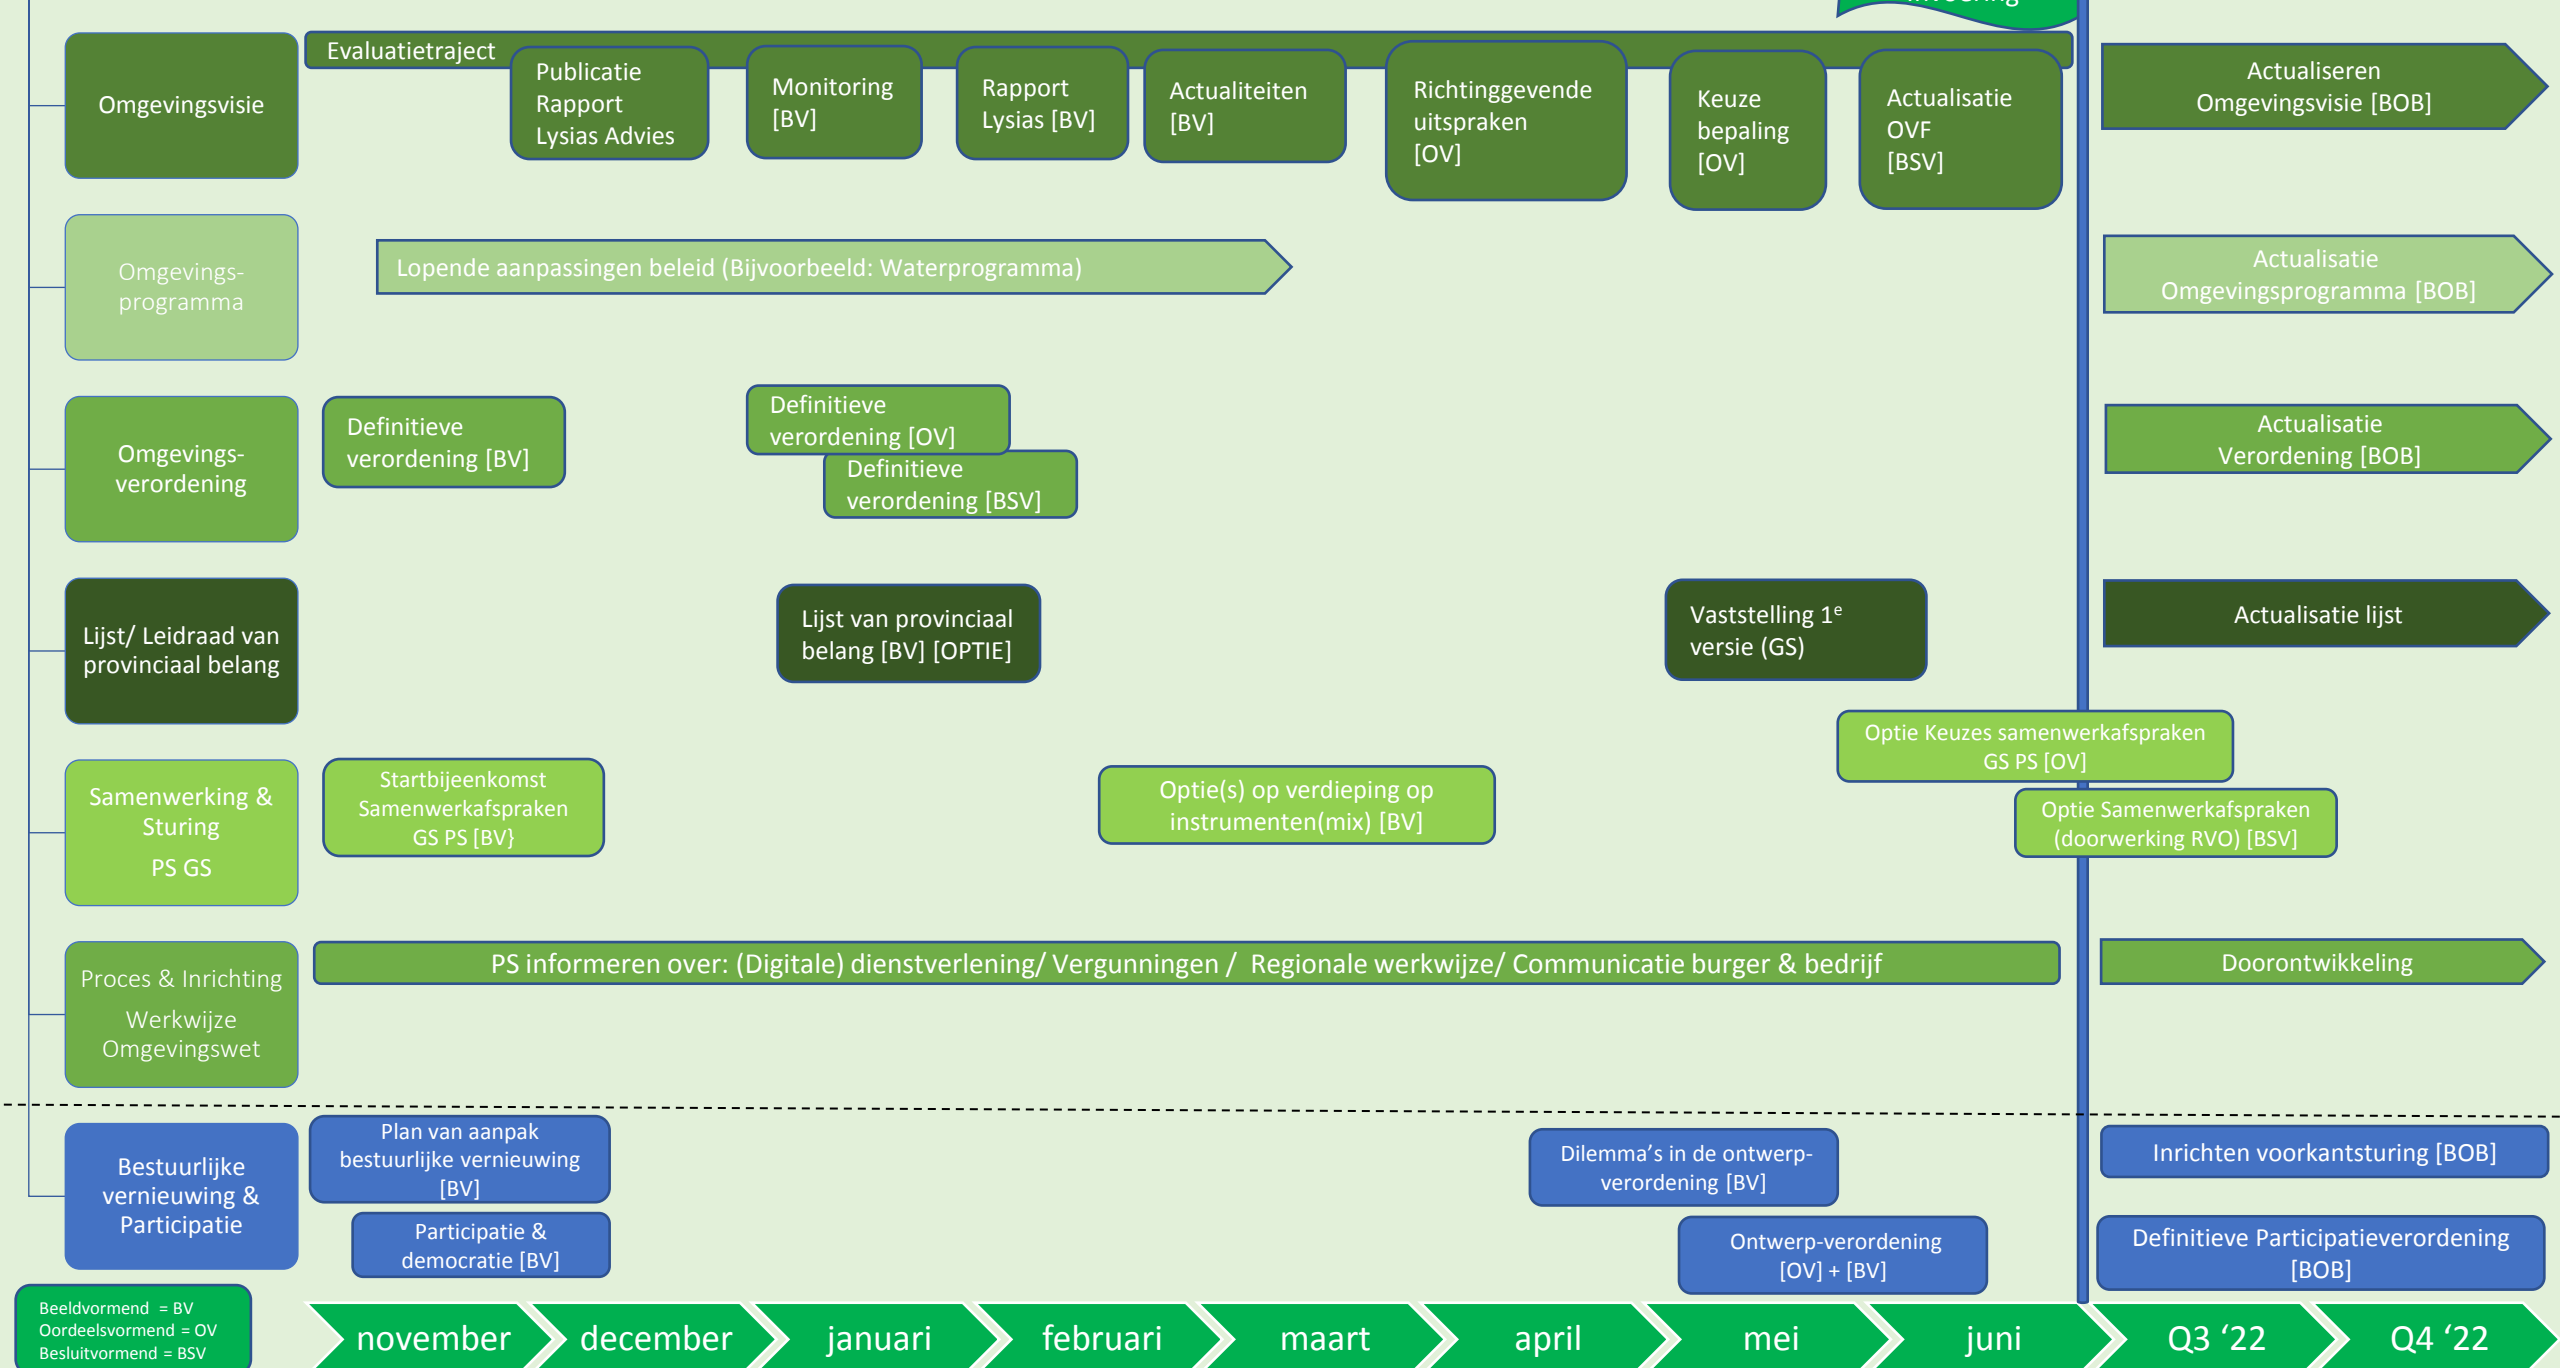 Omgevingsvisie
Evaluatietraject
Publicatie
Rapport
Lysias Advies
Monitoring
[BV]
Rapport
Lysias [BV]
Actualiteiten
[BV]
Richtinggevende
uitspraken
[OV]
Keuze
bepaling
[OV]
Actualisatie
OVF
[BSV]
Actualiseren
Omgevingsvisie [BOB]
Omgevings-
programma
Lopende aanpassingen beleid (Bijvoorbeeld: Waterprogramma)
Actualisatie
Omgevingsprogramma [BOB]
Omgevings-
verordening
Definitieve
verordening [BV]
Definitieve
verordening [OV]
Definitieve
verordening [BSV]
Actualisatie
Verordening [BOB]
Lijst/ Leidraad van
provinciaal belang
Lijst van provinciaal
belang [BV] [OPTIE]
Vaststelling 1e
versie (GS)
Actualisatie lijst
Samenwerking &
Sturing
PS GS
Startbijeenkomst
Samenwerkafspraken
GS PS [BV}
Optie(s) op verdieping op
instrumenten(mix) [BV]
Optie Keuzes samenwerkafspraken
GS PS [OV]
Optie Samenwerkafspraken
(doorwerking RVO) [BSV]
Proces & Inrichting
Werkwijze
Omgevingswet
PS informeren over: (Digitale) dienstverlening/ Vergunningen / Regionale werkwijze/ Communicatie burger & bedrijf
Doorontwikkeling
Bestuurlijke
vernieuwing &
Participatie
Plan van aanpak
bestuurlijke vernieuwing
[BV]
Participatie &
democratie [BV]
Dilemma's in de ontwerp-
verordening [BV]
Ontwerp-verordening
[OV] + [BV]
Inrichten voorkantsturing [BOB]
Definitieve Participatieverordening
[BOB]
Beeldvormend = BV
Oordeelsvormend = OV
Besluitvormend = BSV
november
december
januari
februari
maart
april
mei
juni
Q3 ‘22
Q4 ‘22